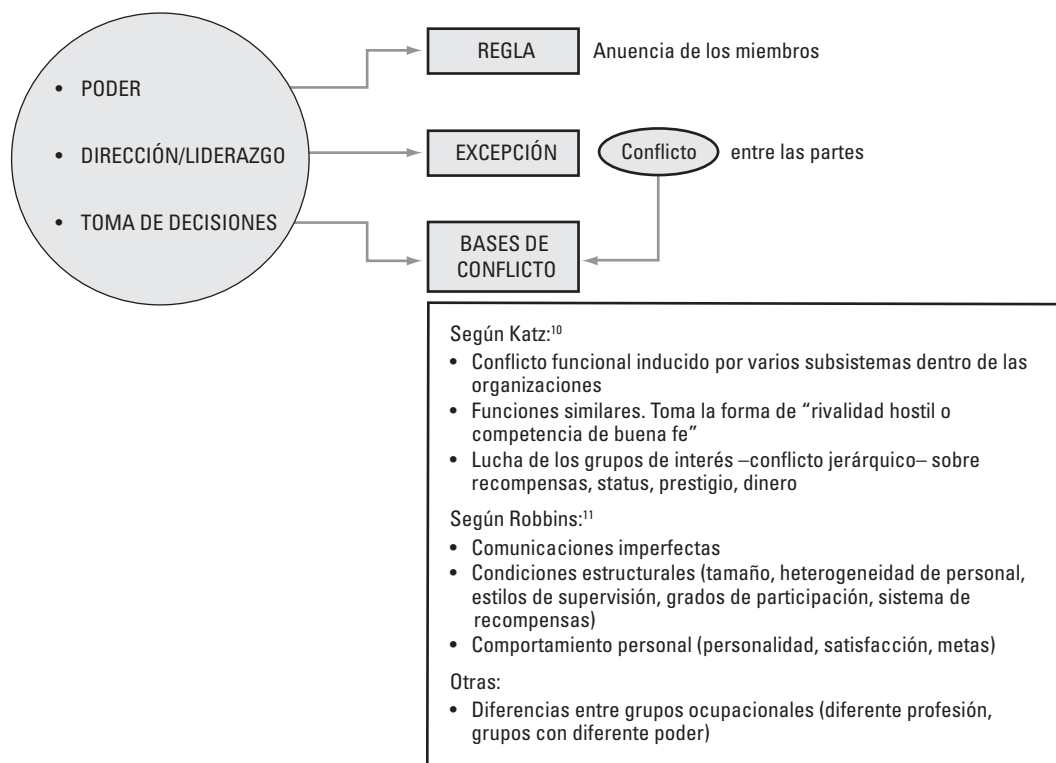 • PODER
• DIRECCIÓN/LIDERAZGO
• TOMA DE DECISIONES
REGLA
Anuencia de los miembros
EXCEPCIÓN
Conflicto
entre las partes
BASES DE
CONFLICTO
Según Katz:¹⁰
• Conflicto funcional inducido por varios subsistemas dentro de las
organizaciones
• Funciones similares. Toma la forma de “rivalidad hostil o
competencia de buena fe”
• Lucha de los grupos de interés –conflicto jerárquico– sobre
recompensas, status, prestigio, dinero
Según Robbins:¹¹
• Comunicaciones imperfectas
• Condiciones estructurales (tamaño, heterogeneidad de personal,
estilos de supervisión, grados de participación, sistema de
recompensas)
• Comportamiento personal (personalidad, satisfacción, metas)
Otras:
• Diferencias entre grupos ocupacionales (diferente profesión,
grupos con diferente poder)